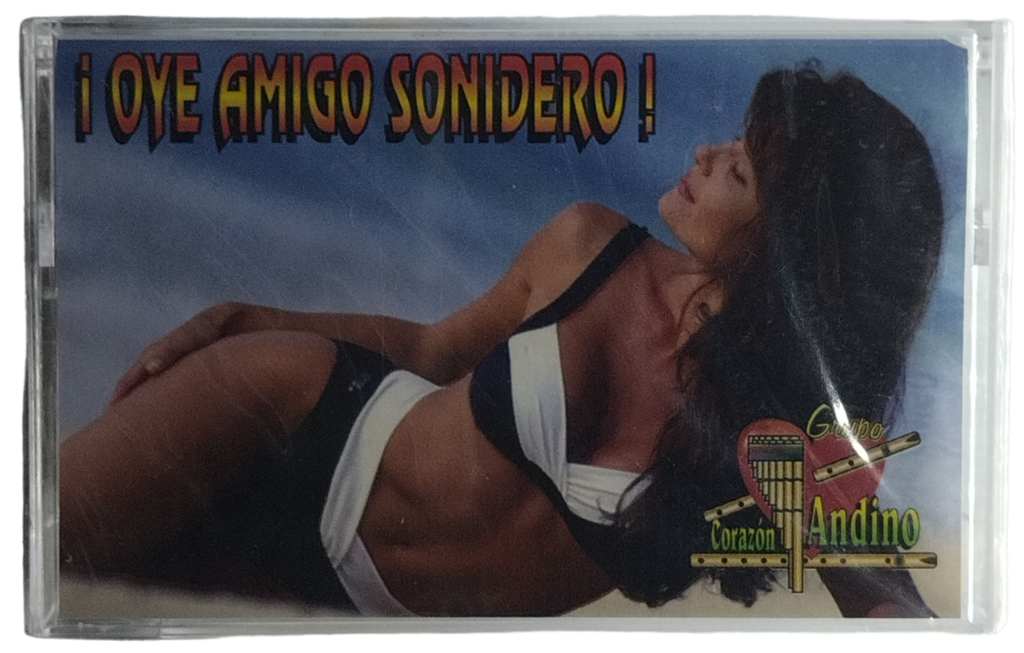 ¡ OYE AMIGO SONIDERO !
Grupo
Corazón Andino